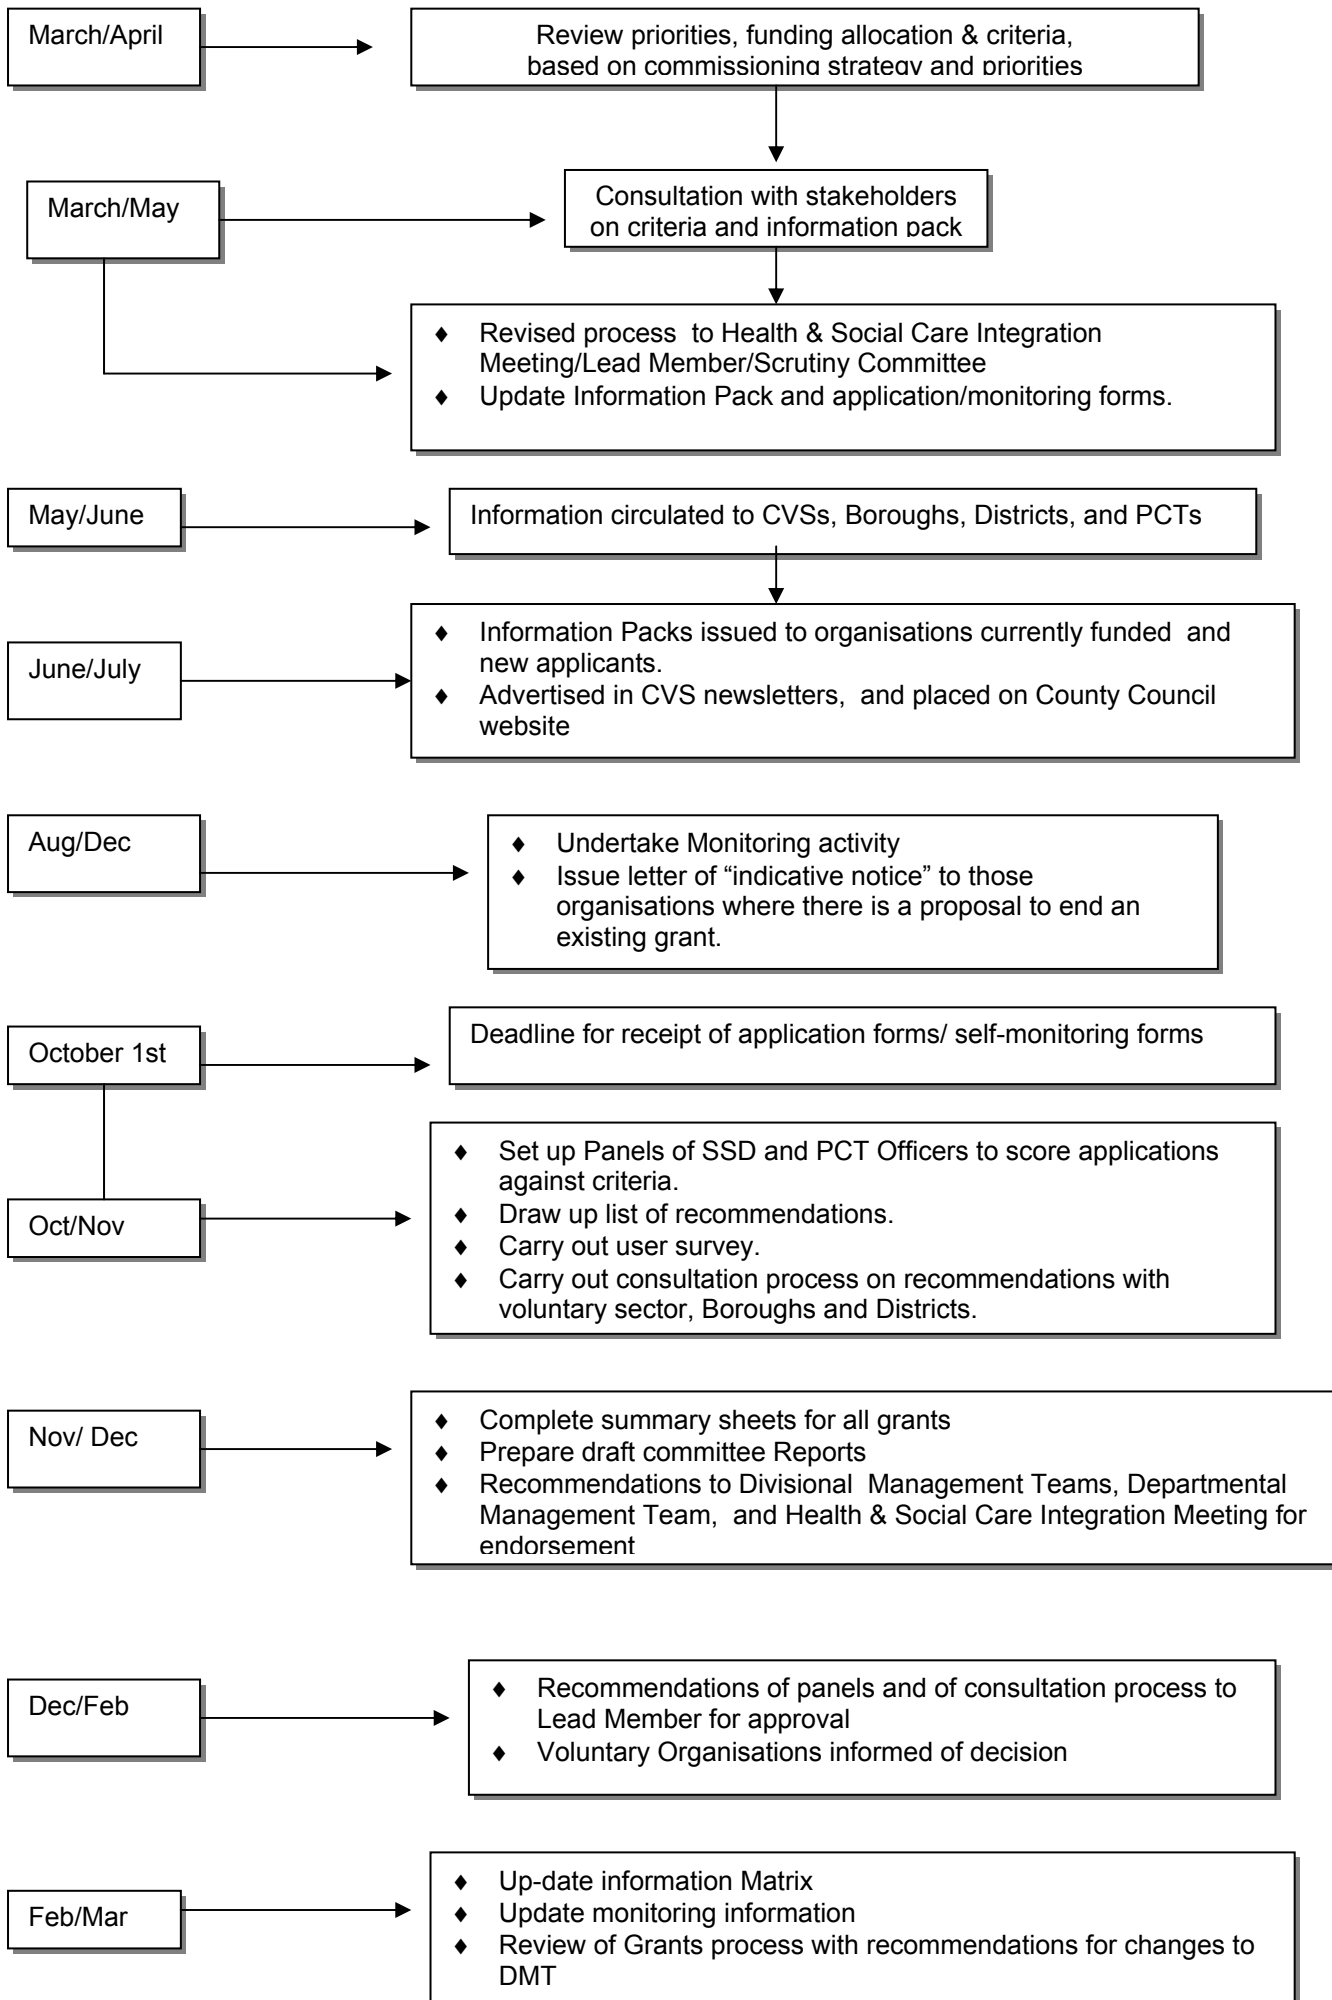 March/April
Review priorities, funding allocation & criteria,
based on commissioning strategy and priorities
March/May
Consultation with stakeholders
on criteria and information pack
♦ Revised process to Health & Social Care Integration
Meeting/Lead Member/Scrutiny Committee
♦ Update Information Pack and application/monitoring forms.
May/June
Information circulated to CVSs, Boroughs, Districts, and PCTs
June/July
♦ Information Packs issued to organisations currently funded and
new applicants.
♦ Advertised in CVS newsletters, and placed on County Council
website
Aug/Dec
♦ Undertake Monitoring activity
♦ Issue letter of “indicative notice” to those
organisations where there is a proposal to end an
existing grant.
October 1st
Deadline for receipt of application forms/ self-monitoring forms
Oct/Nov
♦ Set up Panels of SSD and PCT Officers to score applications
against criteria.
♦ Draw up list of recommendations.
♦ Carry out user survey.
♦ Carry out consultation process on recommendations with
voluntary sector, Boroughs and Districts.
Nov/ Dec
♦ Complete summary sheets for all grants
♦ Prepare draft committee Reports
♦ Recommendations to Divisional Management Teams, Departmental
Management Team, and Health & Social Care Integration Meeting for
endorsement
Dec/Feb
♦ Recommendations of panels and of consultation process to
Lead Member for approval
♦ Voluntary Organisations informed of decision
Feb/Mar
♦ Up-date information Matrix
♦ Update monitoring information
♦ Review of Grants process with recommendations for changes to
DMT